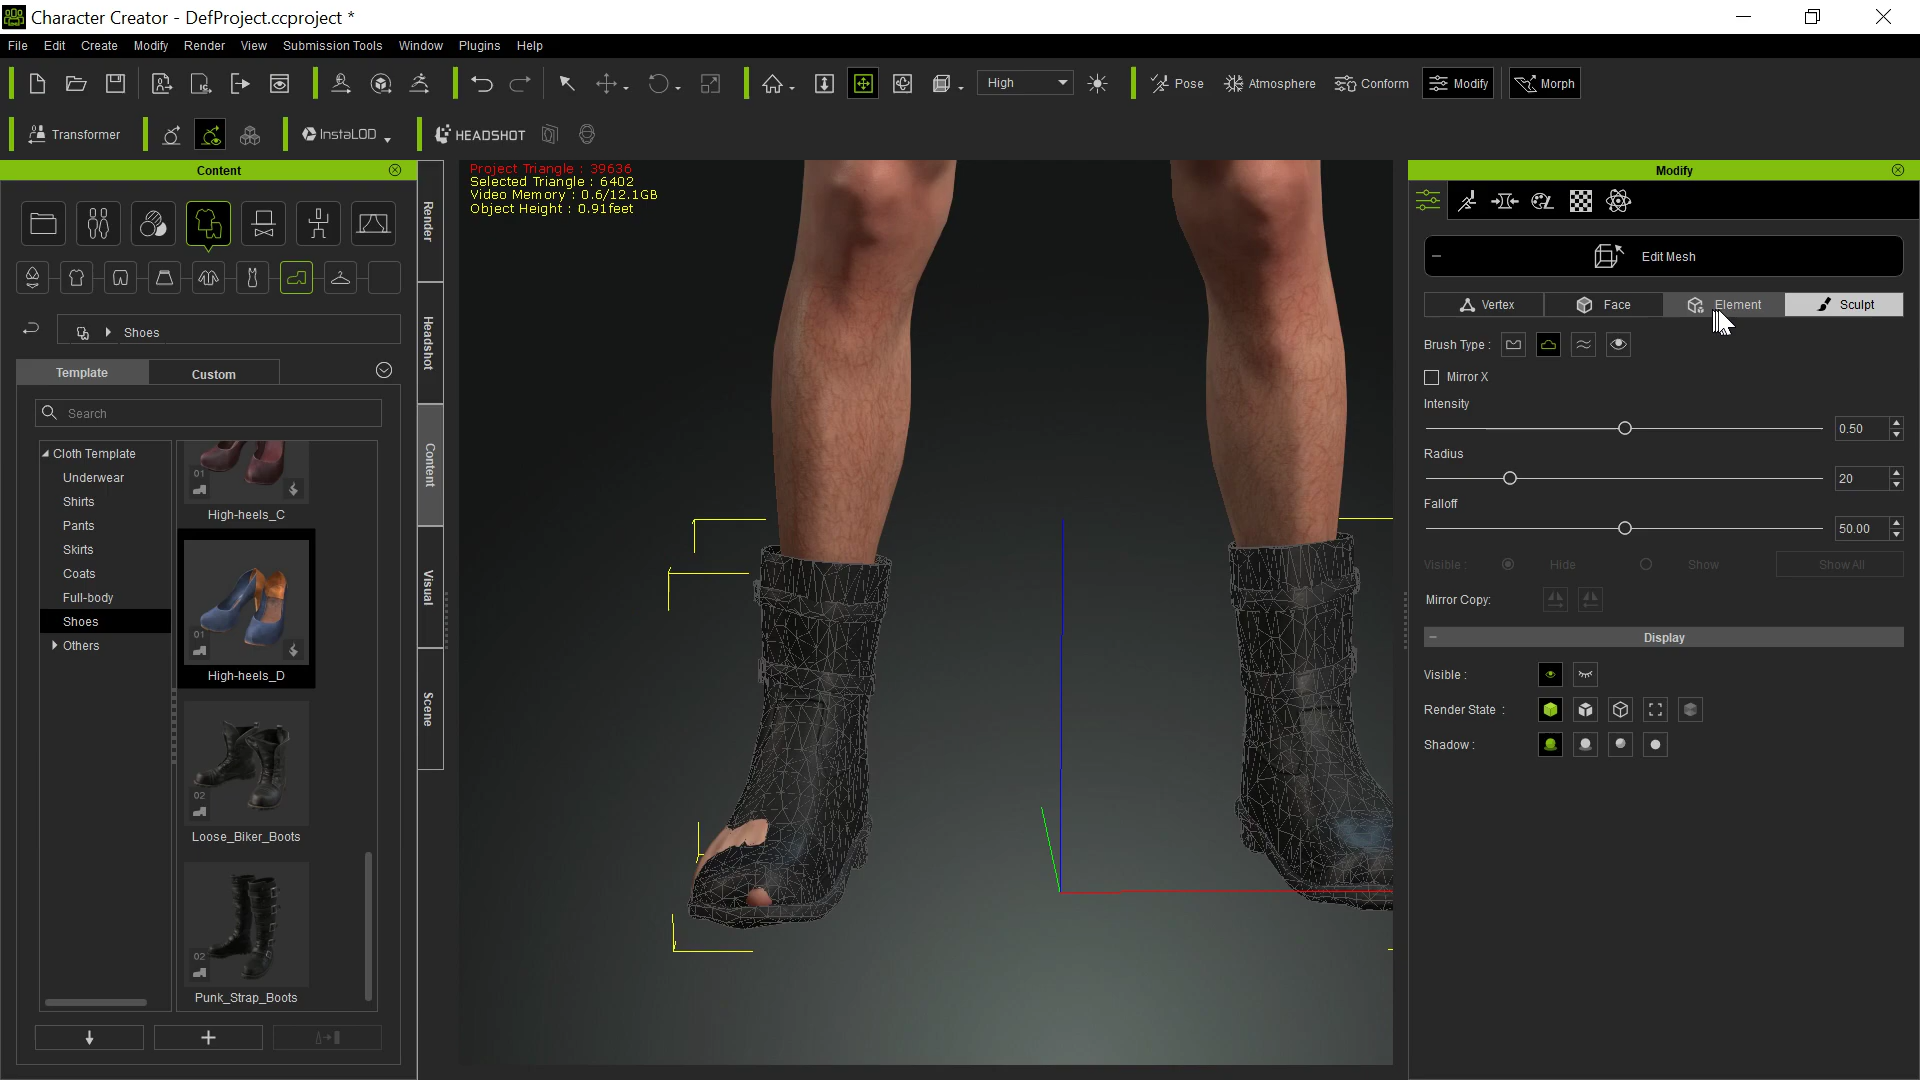 Character Creator - DefProject.ccproject *
File Edit Create Modify Render View Submission Tools Window Plugins Help
High Pose Atmosphere Conform Modify Morph
Transformer InstaLOD HEADSHOT
Content
Shoes
Template Custom
Search
Cloth Template
Underwear
Shirts
Pants
Skirts
Coats
Full-body
Shoes
Others
01
High-heels_C
01
High-heels_D
02
Loose_Biker_Boots
02
Punk_Strap_Boots
Render
Headshot
Content
Visual
Scene
Project Triangle : 39636
Selected Triangle : 6402
Video Memory : 0.6/12.1GB
Object Height : 0.91feet
Modify
Edit Mesh
Vertex Face Element Sculpt
Brush Type :
Mirror X
Intensity
0.50
Radius
20
Falloff
50.00
Visible : Hide Show Show All
Mirror Copy:
Display
Visible :
Render State :
Shadow :